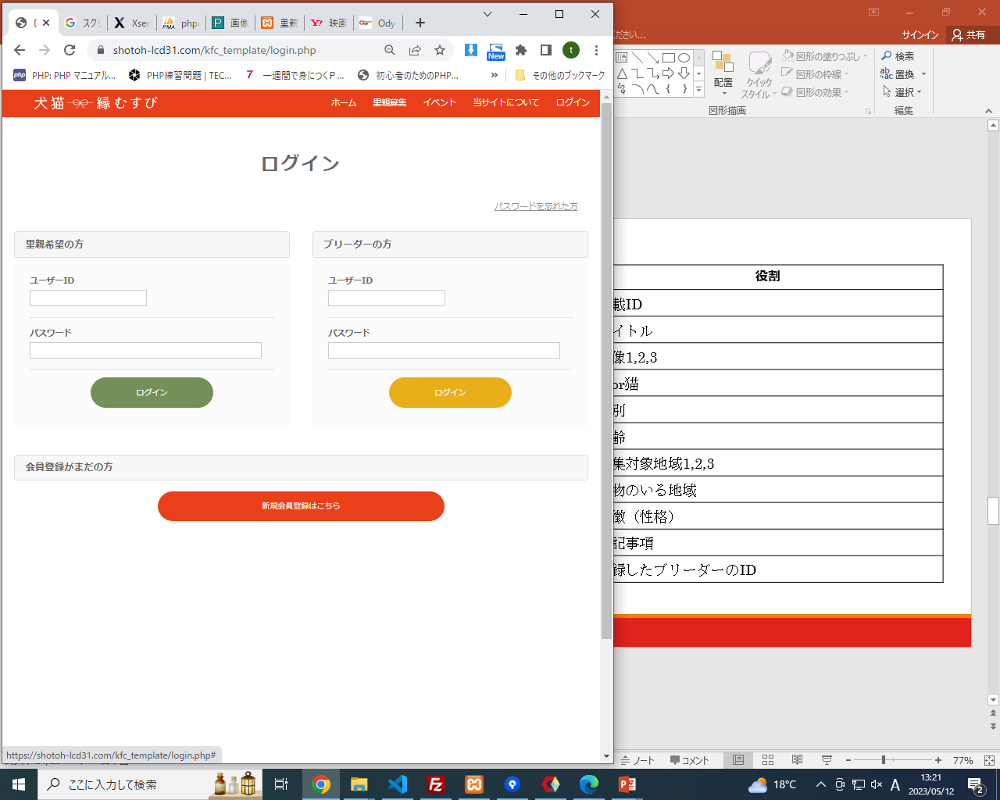 D
スク
Xser
php
画像
里親
映画
Ody
shotoh-lcd31.com/kfc_template/login.php
New
t
PHP: PHP マニュアル...
PHP練習問題 | TEC...
一週間で身につくP...
初心者のためのPHP...
»
その他のブックマーク
犬猫 縁むすび
ホーム
里親募集
イベント
当サイトについて
ログイン
ログイン
パスワードを忘れた方
里親希望の方
ユーザーID
パスワード
ログイン
ブリーダーの方
ユーザーID
パスワード
ログイン
会員登録がまだの方
新規会員登録はこちら
https://shotoh-lcd31.com/kfc_template/login.php#
ください...
サインイン
共有
配置
クイック
スタイル
図形の塗りつぶし
図形の枠線
図形の効果
図形描画
検索
置換
選択
編集
役割
載ID
イトル
像1,2,3
or猫
別
齢
集対象地域1,2,3
物のいる地域
徴（性格）
記事項
録したブリーダーのID
ノート
コメント
77%
ここに入力して検索
18°C
A
13:21
2023/05/12
2